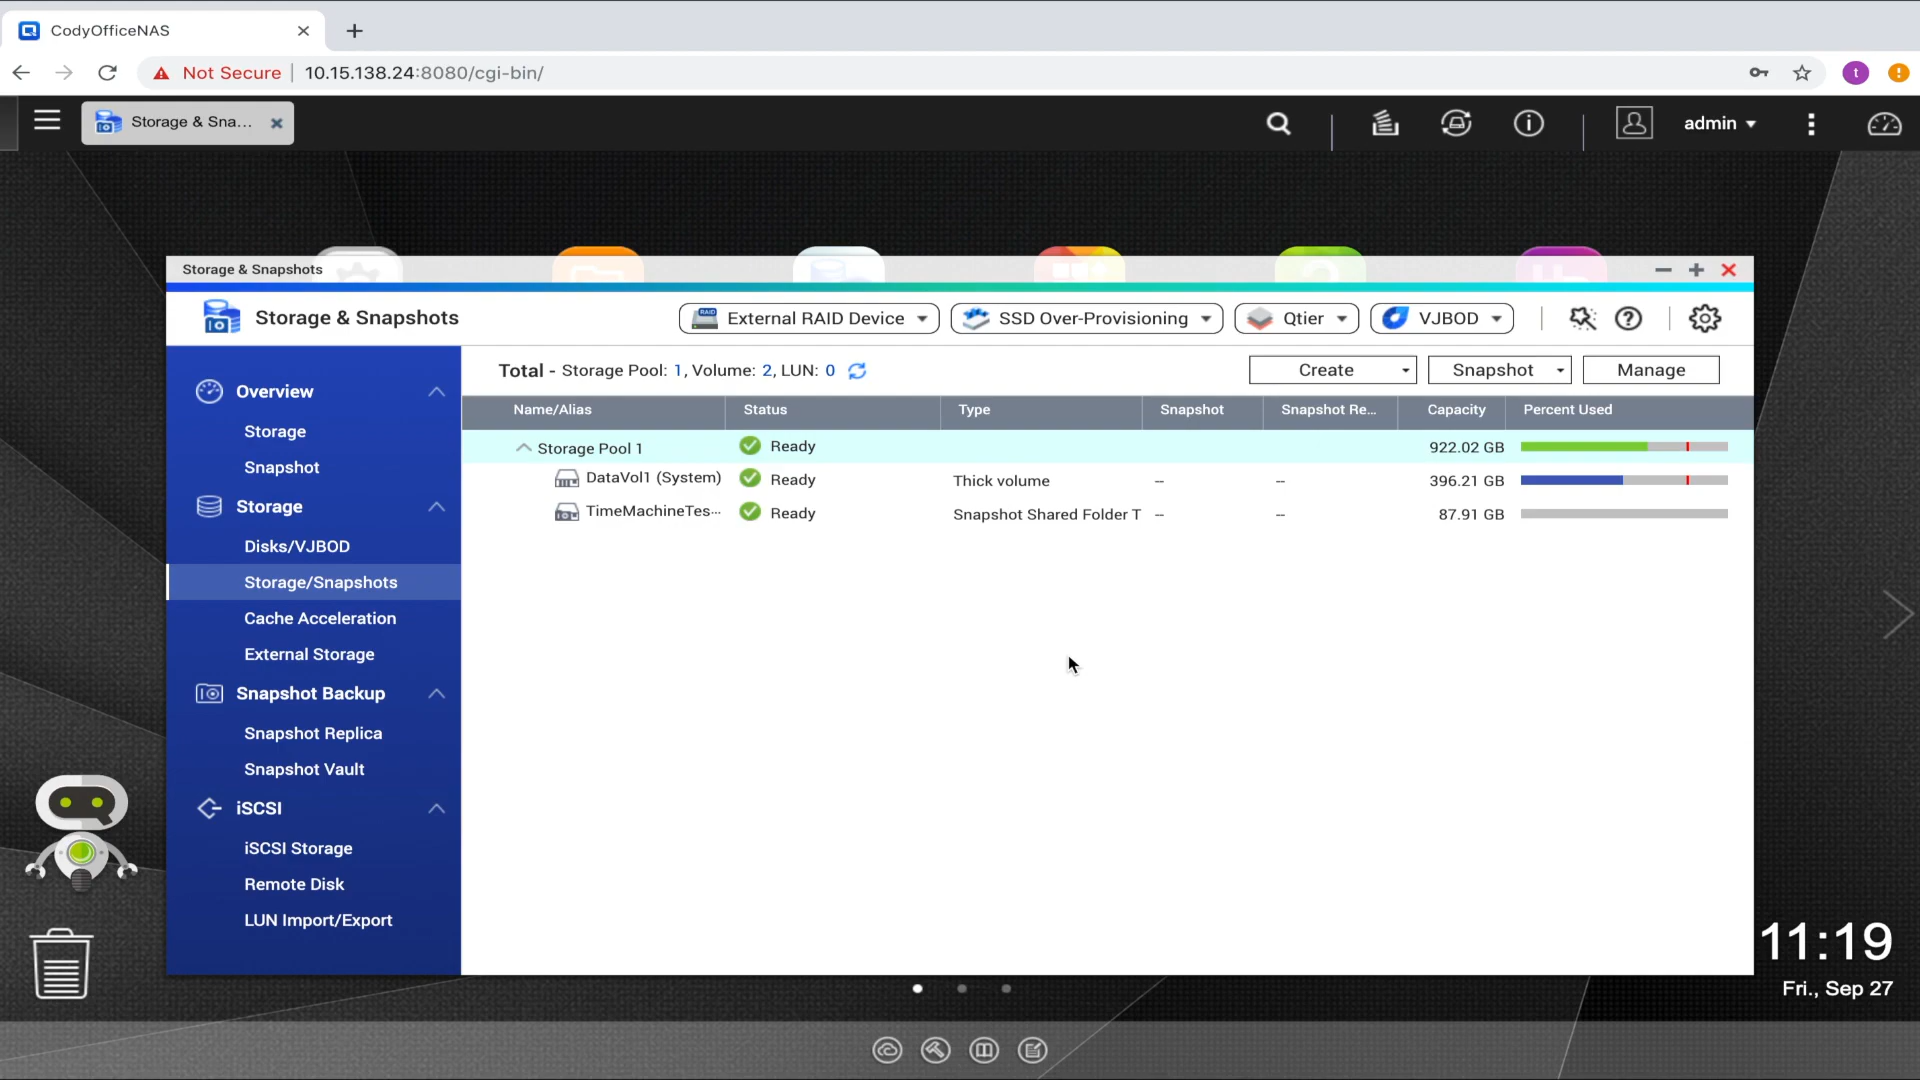 CodyOfficeNAS
Not Secure | 10.15.138.24:8080/cgi-bin/
t
Storage & Sna...
admin
Storage & Snapshots
Storage & Snapshots
RAID External RAID Device
SSD Over-Provisioning
Qtier
VJBOD
Overview
Storage
Snapshot
Storage
Disks/VJBOD
Storage/Snapshots
Cache Acceleration
External Storage
Snapshot Backup
Snapshot Replica
Snapshot Vault
iSCSI
iSCSI Storage
Remote Disk
LUN Import/Export
Total - Storage Pool: 1, Volume: 2, LUN: 0
Create
Snapshot
Manage
Name/Alias Status Type Snapshot Snapshot Re... Capacity Percent Used
Storage Pool 1 Ready 922.02 GB
DataVol1 (System) Ready Thick volume -- -- 396.21 GB
TimeMachineTes... Ready Snapshot Shared Folder T -- -- 87.91 GB
11:19
Fri., Sep 27